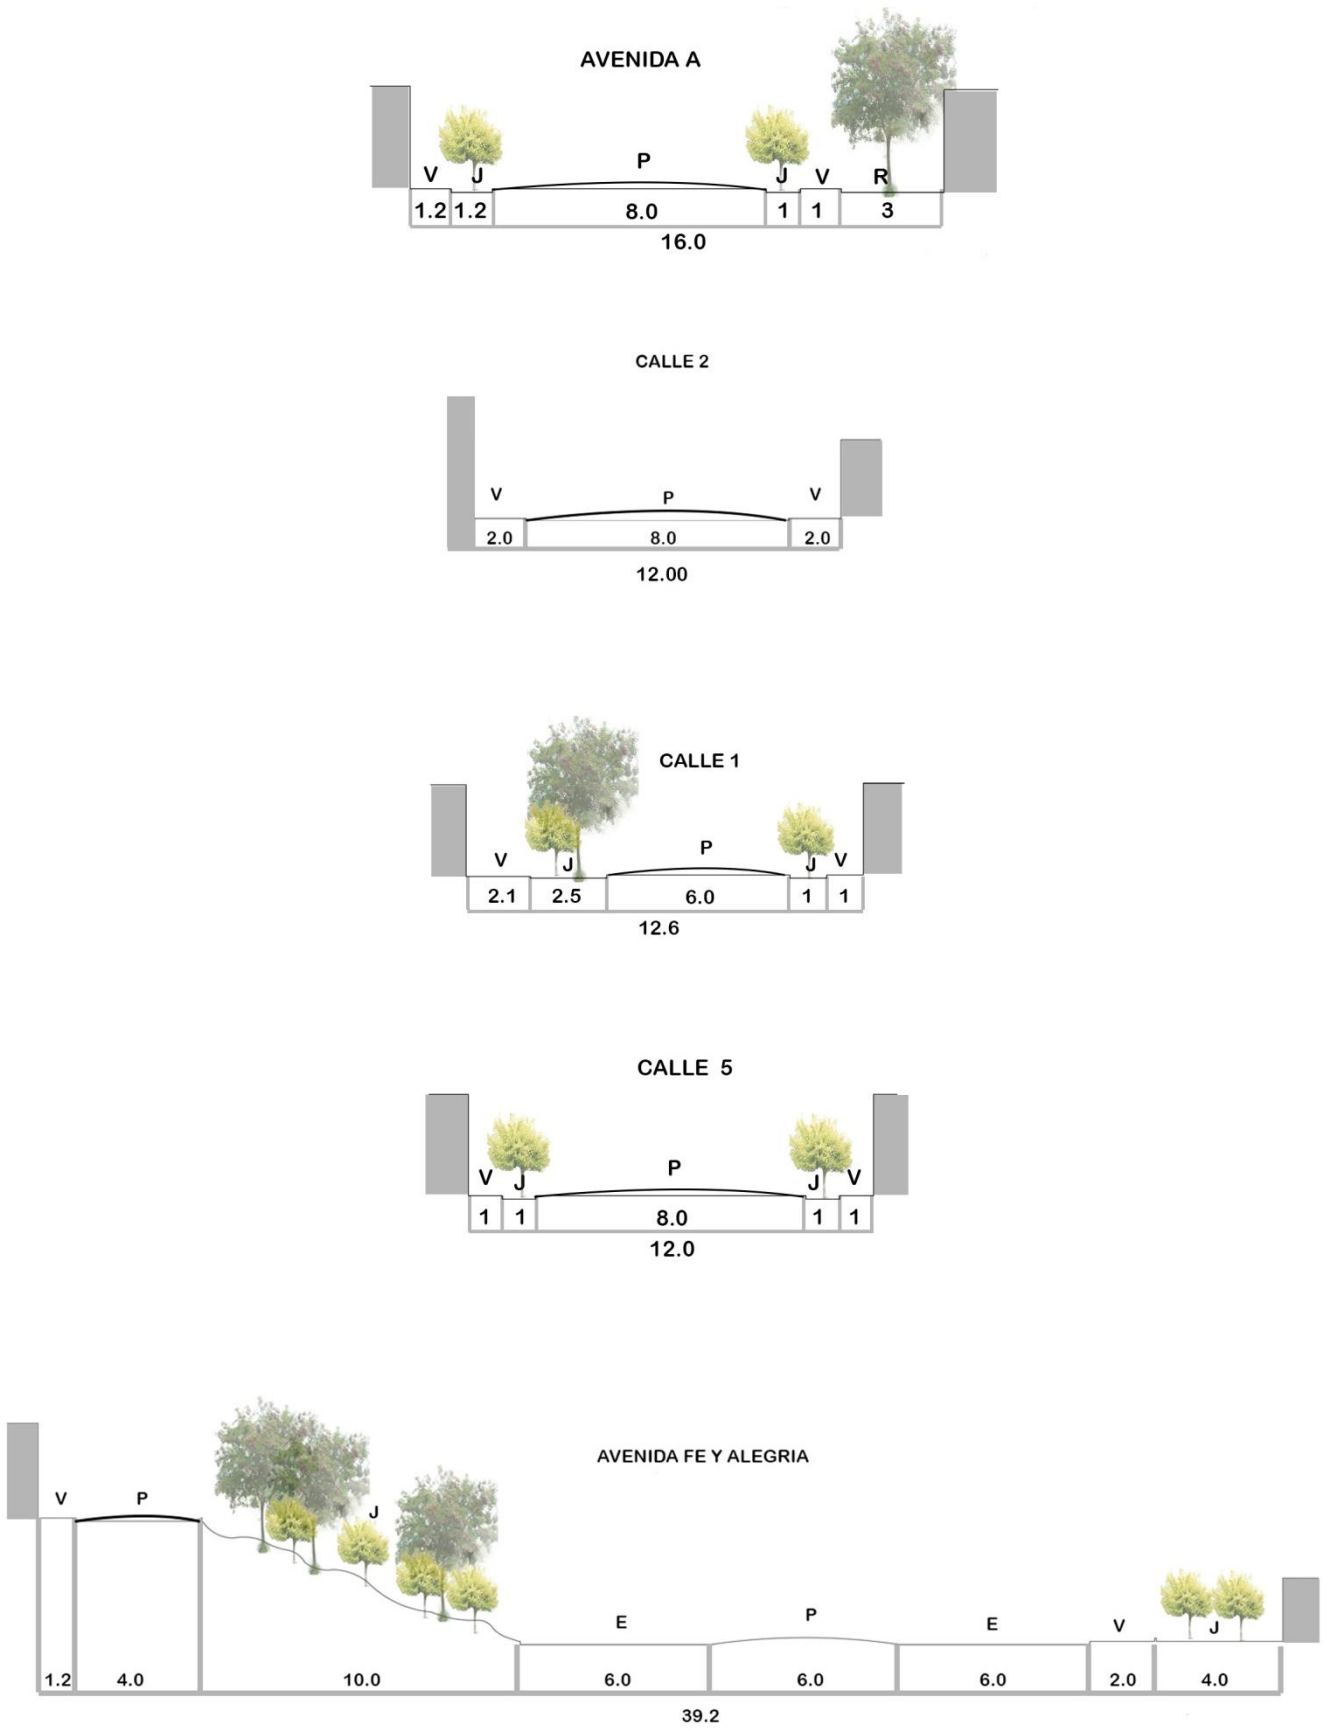 AVENIDA A
V J P J V R
1.2 1.2 8.0 1 1 3
16.0
CALLE 2
V P V
2.0 8.0 2.0
12.00
CALLE 1
V J P J V
2.1 2.5 6.0 1 1
12.6
CALLE 5
V J P J V
1 1 8.0 1 1
12.0
AVENIDA FE Y ALEGRIA
V P J E P E V J
1.2 4.0 10.0 6.0 6.0 6.0 2.0 4.0
39.2